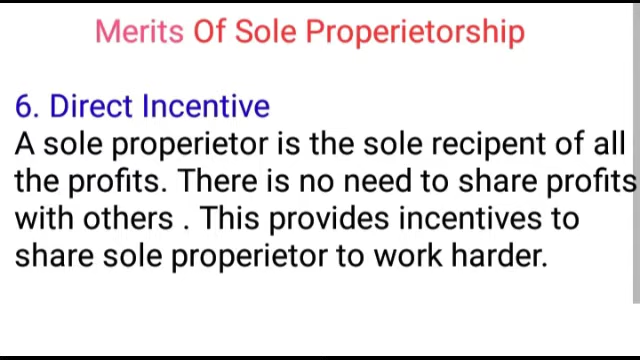 Merits Of Sole Properietorship
6. Direct Incentive
A sole properietor is the sole recipent of all
the profits. There is no need to share profits
with others . This provides incentives to
share sole properietor to work harder.